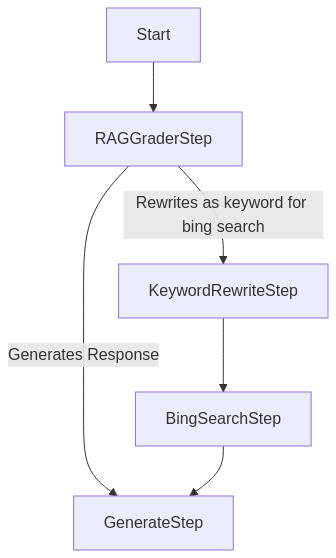 Start
RAGGraderStep
Rewrites as keyword for
bing search
KeywordRewriteStep
Generates Response
BingSearchStep
GenerateStep